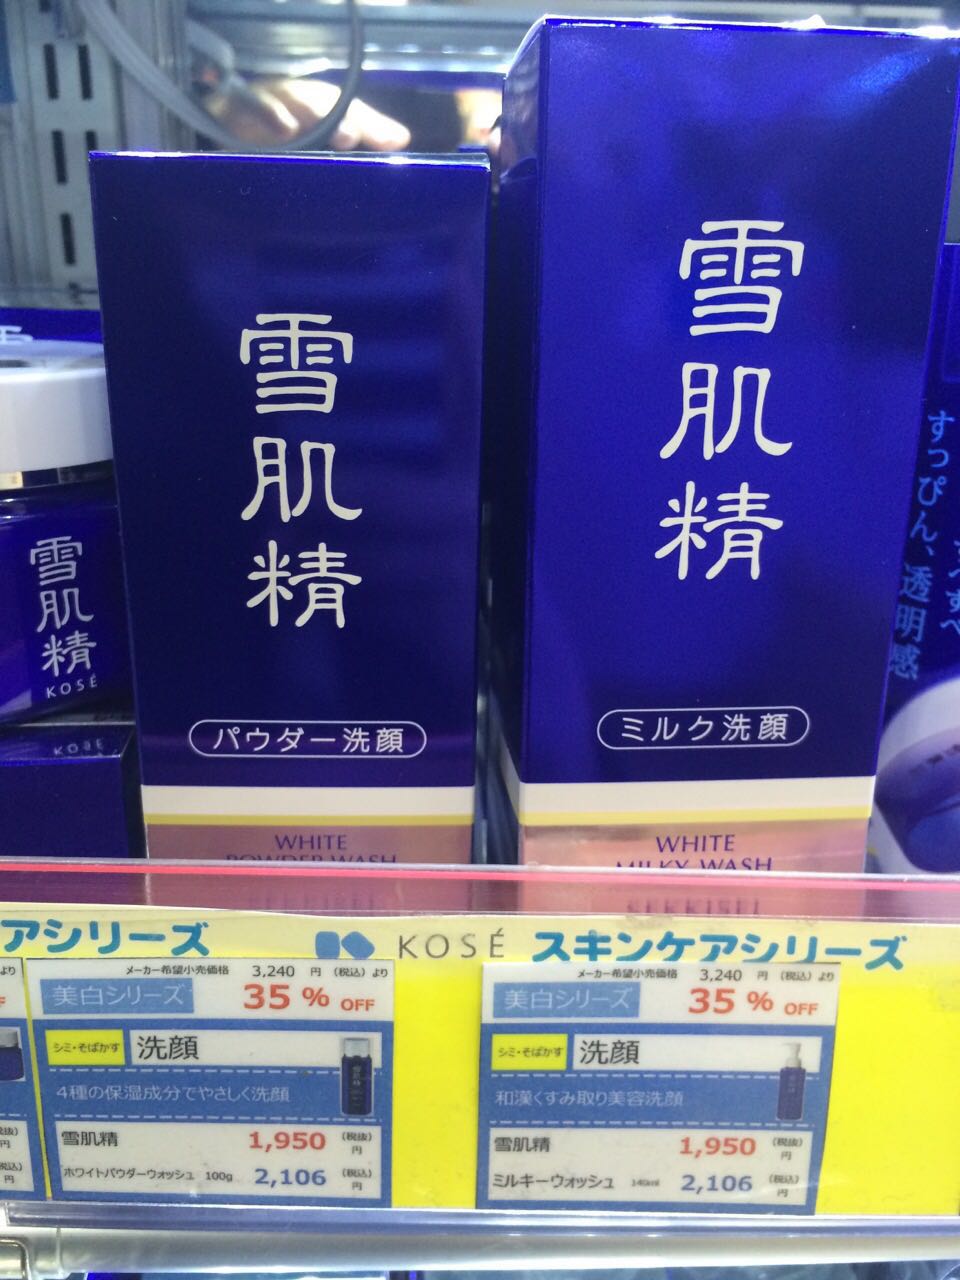 雪肌精
KOSÉ
KOSÉ
雪肌精
パウダー洗顔
WHITE
POWDER WASH
雪肌精
ミルク洗顔
WHITE
MILKY WASH
すっぴん、透明感
アシリーズ
KOSÉ スキンケアシリーズ
より
メーカー希望小売価格 3,240 円 (税込) より
美白シリーズ 35 % OFF
シミ・そばかす 洗顔
4種の保湿成分でやさしく洗顔
雪肌精 1,950 (税抜) 円
ホワイトパウダーウォッシュ 100g 2,106 (税込) 円
メーカー希望小売価格 3,240 円 (税込) より
美白シリーズ 35 % OFF
シミ・そばかす 洗顔
和漢くすみ取り美容洗顔
雪肌精 1,950 (税抜) 円
ミルキーウォッシュ 140ml 2,106 (税込) 円